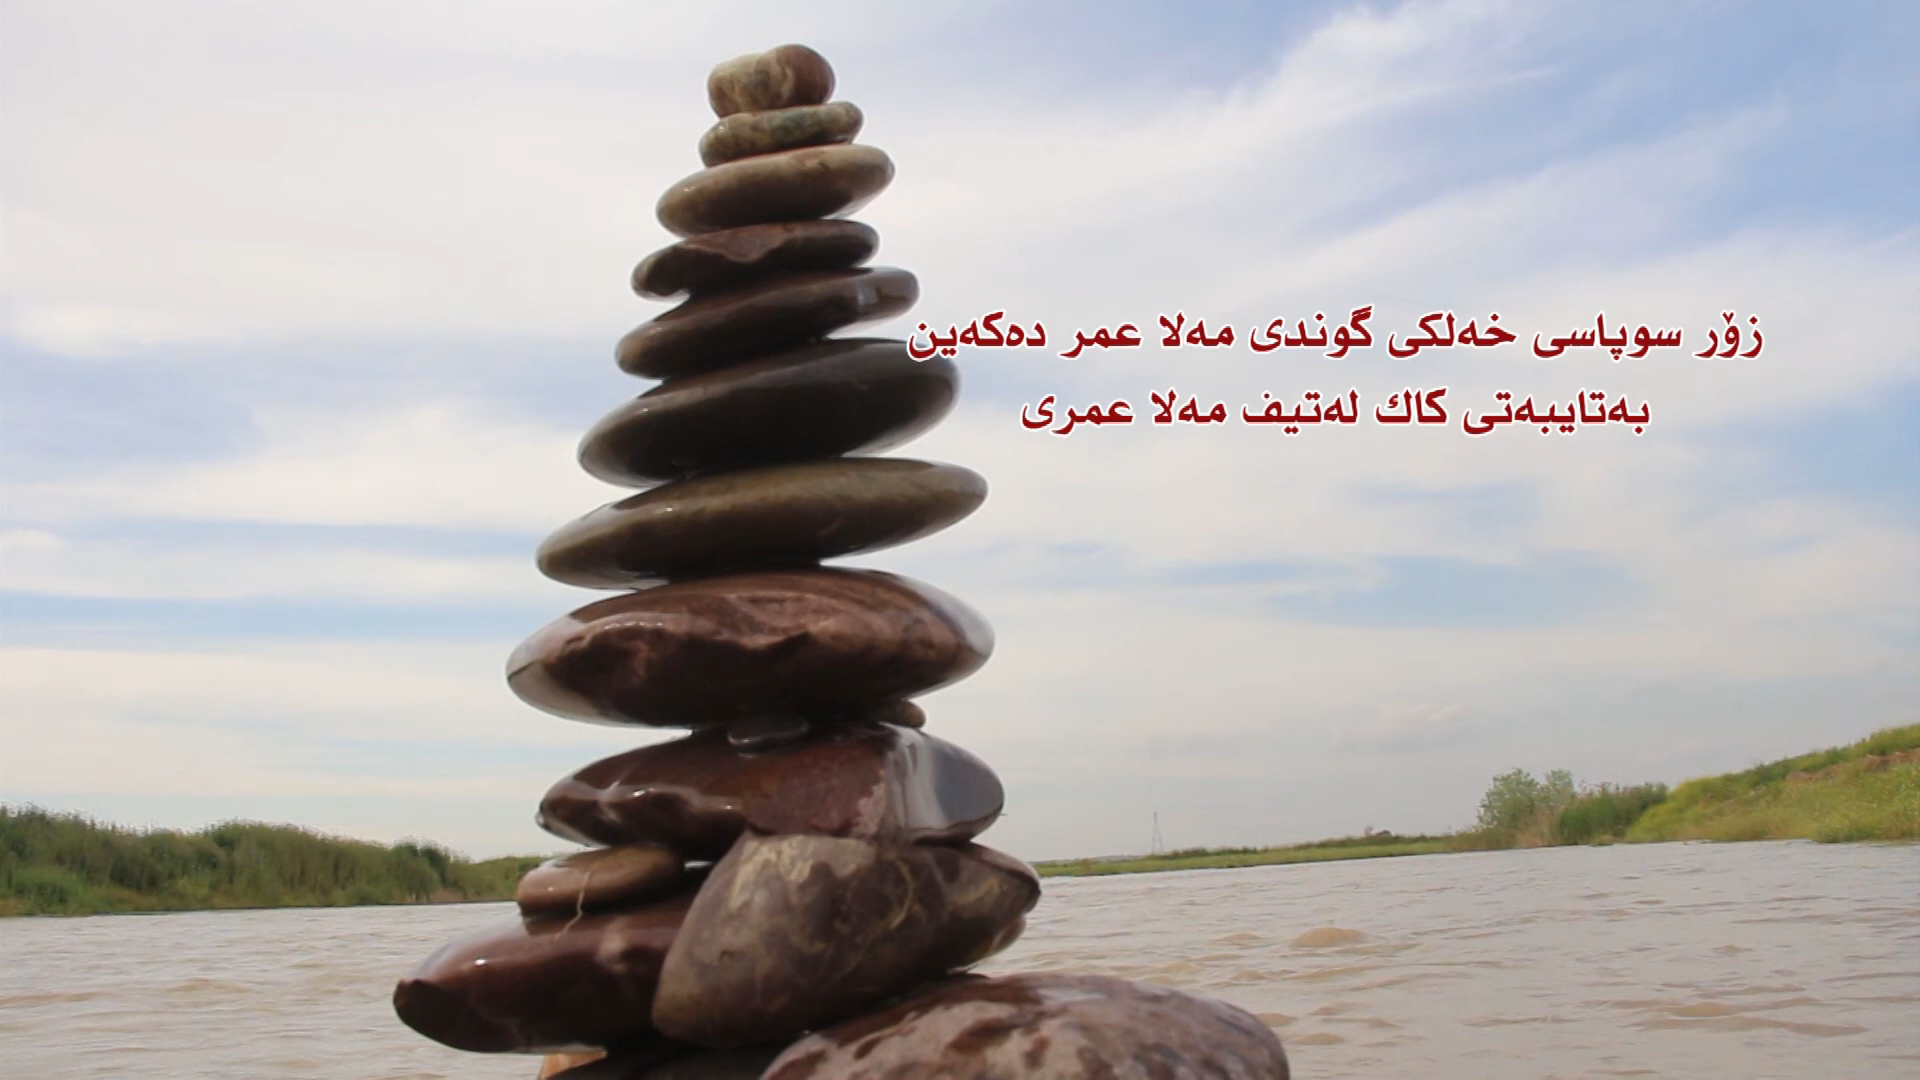 زۆر سوپاسی خەلکی گوندی مەلا عمر دەکەین
بەتایبەتی کاك لەتیف مەلا عمری